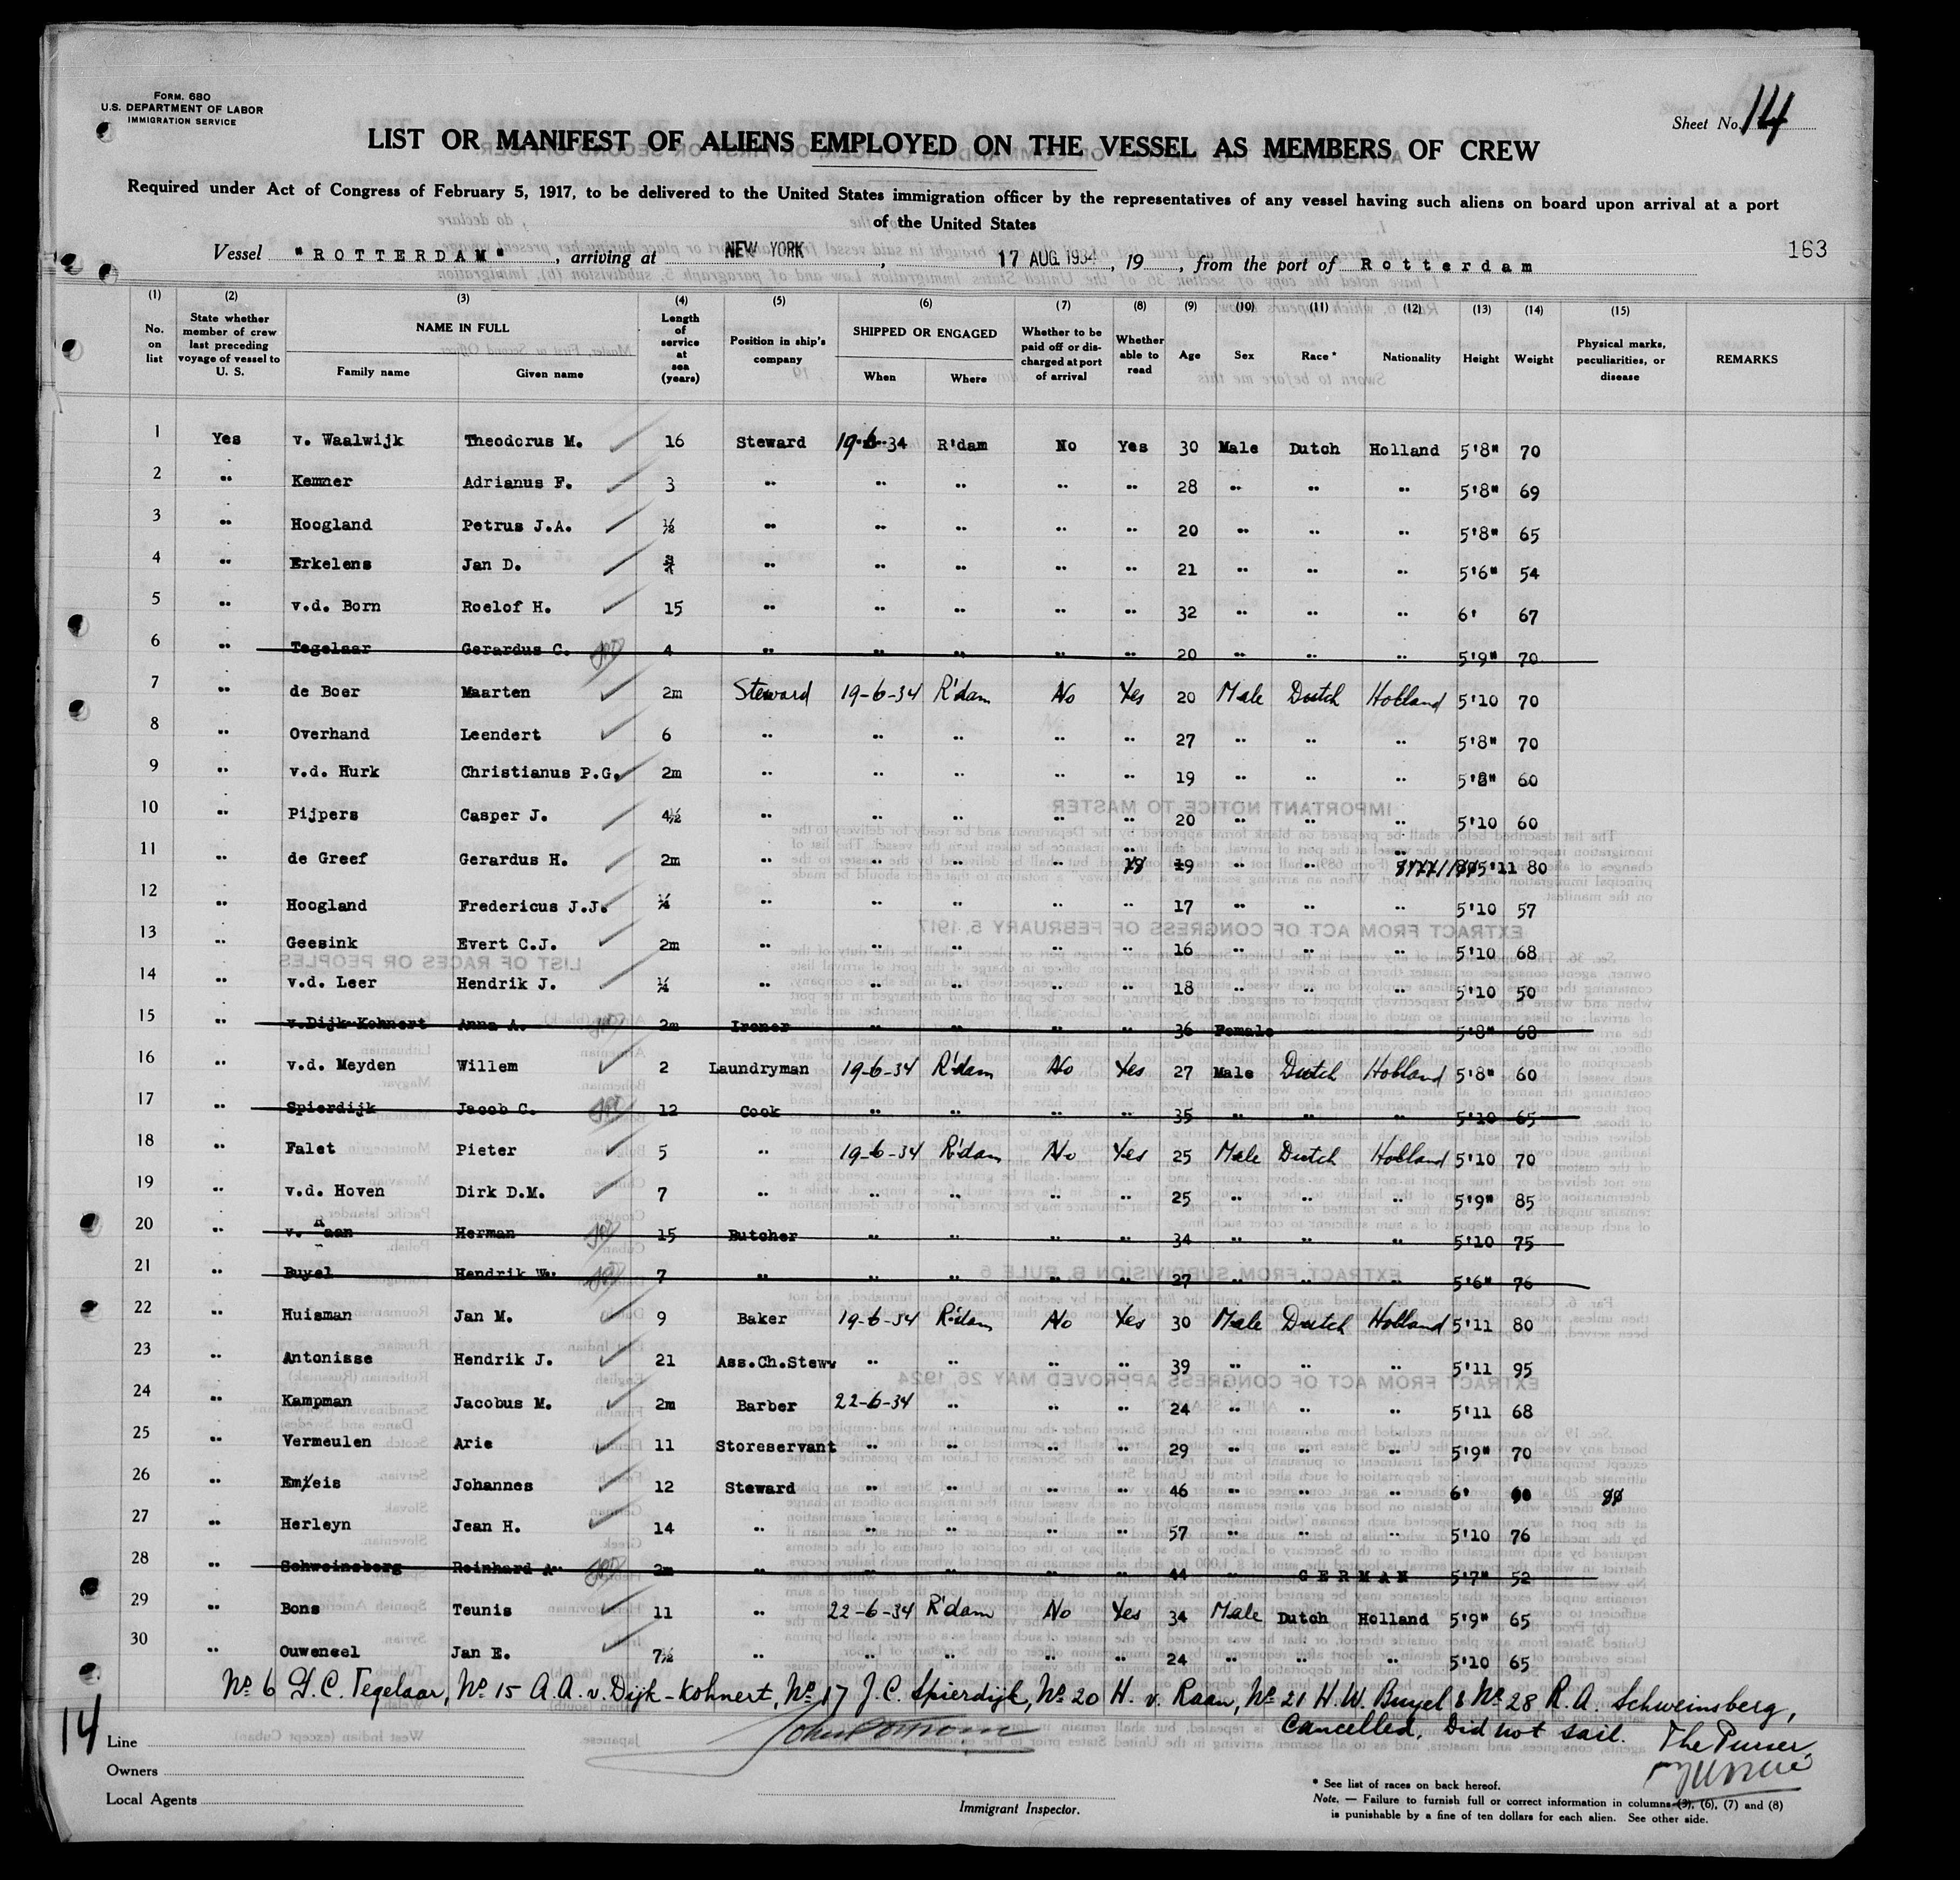 Form. 680
U.S. DEPARTMENT OF LABOR
IMMIGRATION SERVICE
Sheet No. 14
LIST OR MANIFEST OF ALIENS EMPLOYED ON THE VESSEL AS MEMBERS OF CREW
Required under Act of Congress of February 5, 1917, to be delivered to the United States immigration officer by the representatives of any vessel having such aliens on board upon arrival at a port
of the United States
163
Vessel "ROTTERDAM", arriving at NEW YORK, 17 AUG. 1934, 19, from the port of Rotterdam
(1) (2) (3) (4) (5) (6) (7) (8) (9) (10) (11) (12) (13) (14) (15)
No. on list | State whether member of crew last preceding voyage of vessel to U. S. | NAME IN FULL Family name Given name | Length of service at sea (years) | Position in ship's company | SHIPPED OR ENGAGED When Where | Whether to be paid off or discharged at port of arrival | Whether able to read | Age | Sex | Race * | Nationality | Height | Weight | Physical marks, peculiarities, or disease | REMARKS
1 Yes v. Waalwijk Theodorus M. 16 Steward 19-6-34 R'dam No Yes 30 Male Dutch Holland 5'8" 70
2 " Kemner Adrianus F. 3 " " " " " 28 " " " 5'8" 69
3 " Hoogland Petrus J.A. ½ " " " " " 20 " " " 5'8" 65
4 " Erkelens Jan D. " " " " " 21 " " " 5'6" 54
5 " v.d. Born Roelof H. 15 " " " " " 32 " " " 6' 67
6 " Tegelaar Gerardus C. 4 " " " " " 20 " " " 5'9" 70
7 " de Boer Maarten 2m Steward 19-6-34 R'dam No Yes 20 Male Dutch Holland 5'10 70
8 " Overhand Leendert 6 " " " " " 27 " " " 5'8" 70
9 " v.d. Hurk Christianus P.G. 2m " " " " " 19 " " " 5'8" 60
10 " Pijpers Casper J. 4½ " " " " " 20 " " " 5'10 60
11 " de Greef Gerardus H. 2m " " " " " 19 " " " 5'11 80
12 " Hoogland Fredericus J.J. ¼ " " " " " 17 " " " 5'10 57
13 " Geesink Evert C.J. 2m " " " " " 16 " " " 5'10 68
14 " v.d. Leer Hendrik J. ¼ " " " " " 18 " " " 5'10 50
15 " v.Dijk-Kohnert Anna A. 2m Ironer " " " " 36 Female " " 5'8" 68
16 " v.d. Meyden Willem 2 Laundryman 19-6-34 R'dam No Yes 27 Male Dutch Holland 5'8" 60
17 " Spierdijk Jacob C. 12 Cook " " " " 35 " " " 5'10 65
18 " Falet Pieter 5 " 19-6-34 R'dam No Yes 25 Male Dutch Holland 5'10 70
19 " v.d. Hoven Dirk D.M. 7 " " " " " 25 " " " 5'9" 85
20 " v. Raan Herman 15 Butcher " " " " 34 " " " 5'10 75
21 " Buyel Hendrik W. 7 " " " " " 27 " " " 5'6" 76
22 " Huisman Jan M. 9 Baker 19-6-34 R'dam No Yes 30 Male Dutch Holland 5'11 80
23 " Antonisse Hendrik J. 21 Ass.Ch.Stew. " " " " 39 " " " 5'11 95
24 " Kampman Jacobus M. 2m Barber 22-6-34 " " " 24 " " " 5'11 68
25 " Vermeulen Arie 11 Storeservant " " " " 29 " " " 5'9" 70
26 " Johannes 12 Steward " " " " 46 " " " 6'
27 " Herleyn Jean H. 14 " " " " " 57 " " " 5'10 76
28 " Schweinsberg Reinhard A. 2m " " " " " 44 " GERMAN 5'7" 52
29 " Bons Teunis 11 " 22-6-34 R'dam No Yes 34 Male Dutch Holland 5'9" 65
30 " Ouweneel Jan E. 7½ " " " " " 24 " " " 5'10 65
No. 6 G.C. Tegelaar, No. 15 A.A. v. Dijk-Kohnert, No. 17 J.C. Spierdijk, No. 20 H. v. Raan, No. 21 H.W. Buyel & No. 28 R.A. Schweinsberg,
Cancelled. Did not sail. The Purser,
14
Line
Owners
Local Agents
Immigrant Inspector.
* See list of races on back hereof.
Note. — Failure to furnish full or correct information in columns (3), (6), (7) and (8)
is punishable by a fine of ten dollars for each alien. See other side.